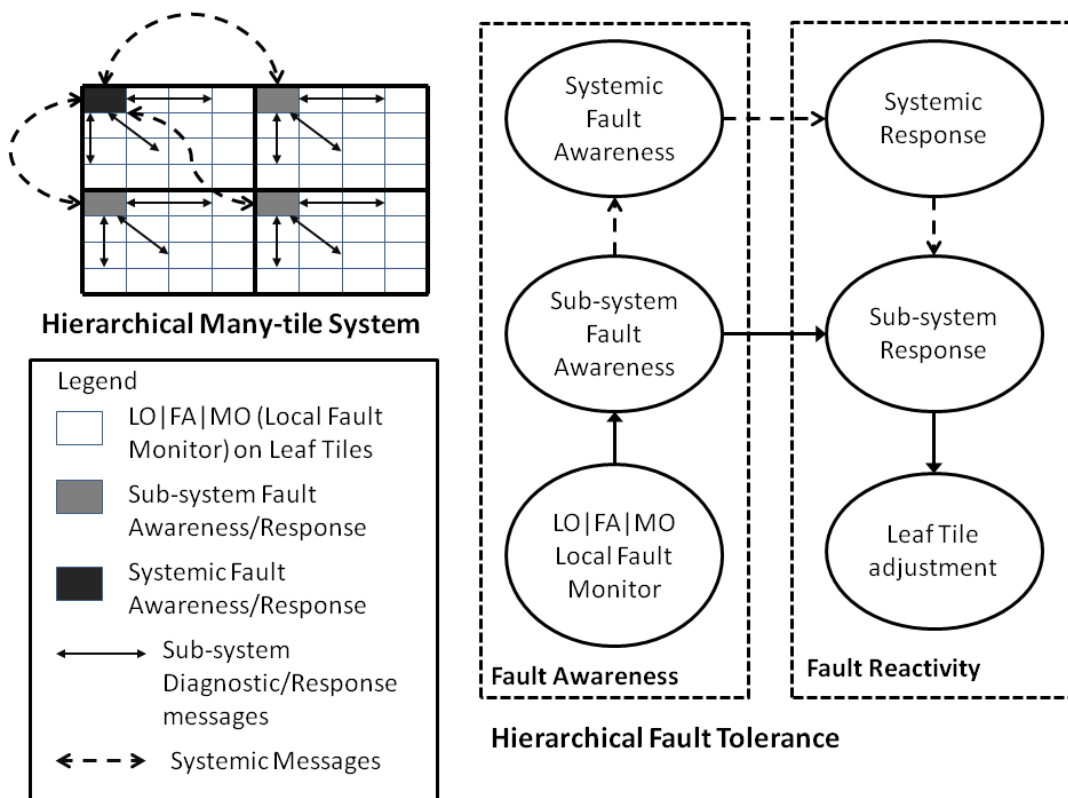 Hierarchical Many-tile System
Legend
LO|FA|MO (Local Fault
Monitor) on Leaf Tiles
Sub-system Fault
Awareness/Response
Systemic Fault
Awareness/Response
Sub-system
Diagnostic/Response
messages
Systemic Messages
Systemic
Fault
Awareness
Systemic
Response
Sub-system
Fault
Awareness
Sub-system
Response
LO|FA|MO
Local Fault
Monitor
Leaf Tile
adjustment
Fault Awareness
Fault Reactivity
Hierarchical Fault Tolerance